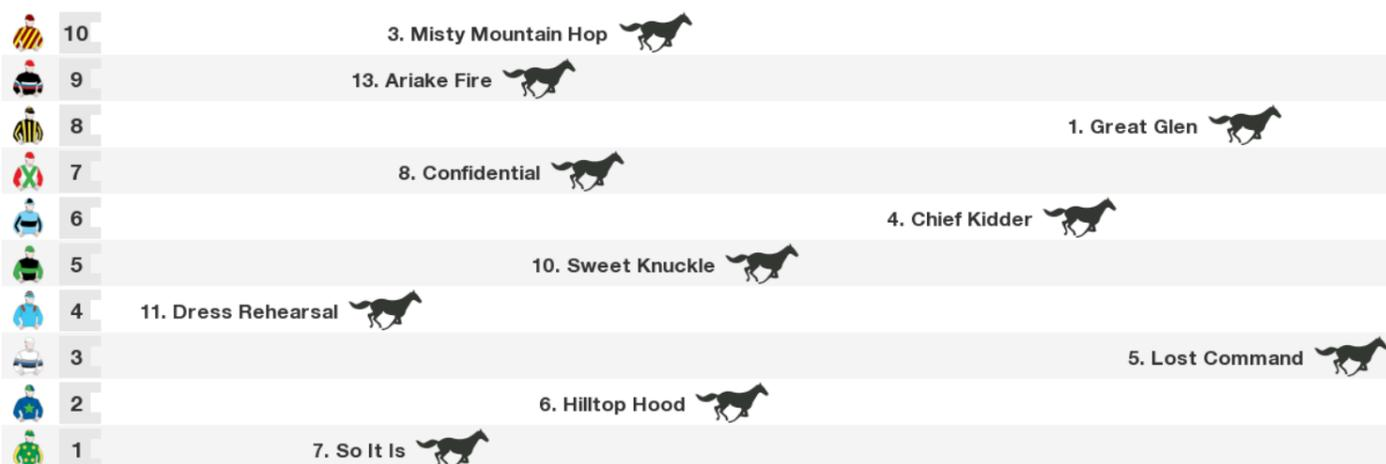 10 3. Misty Mountain Hop
9 13. Ariake Fire
8 1. Great Glen
7 8. Confidential
6 4. Chief Kidder
5 10. Sweet Knuckle
4 11. Dress Rehearsal
3 5. Lost Command
2 6. Hilltop Hood
1 7. So It Is